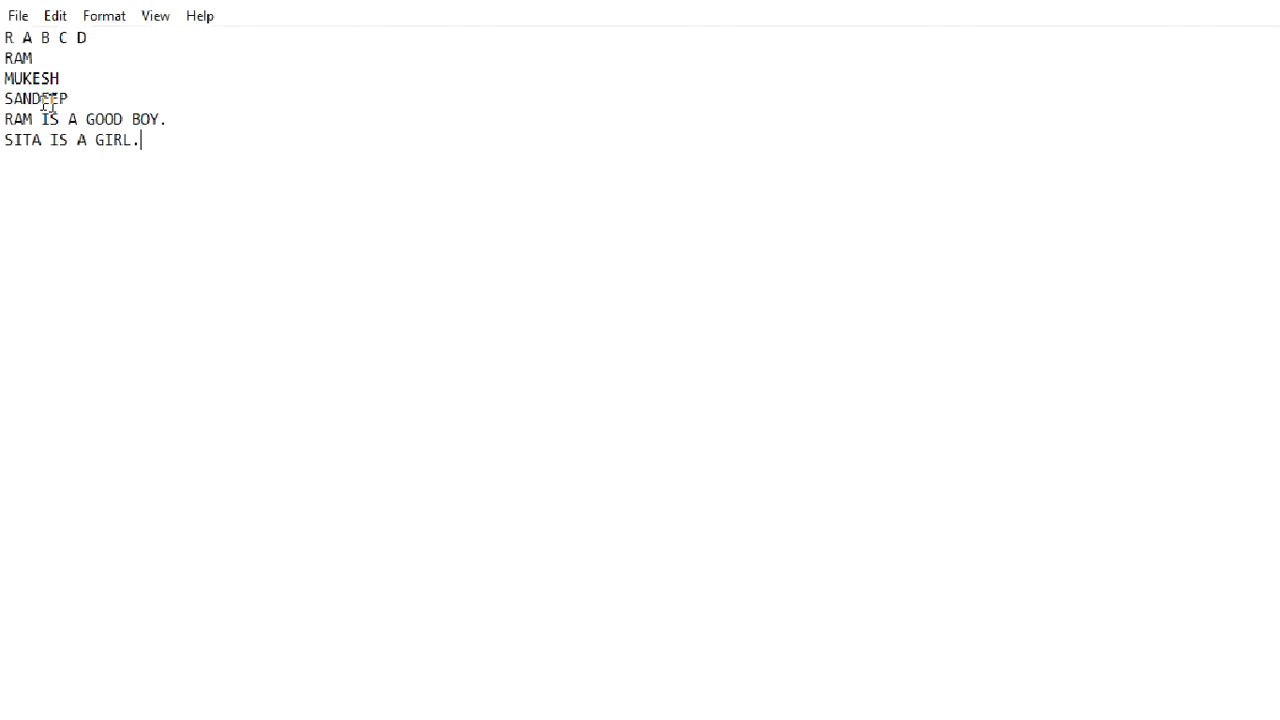 File Edit Format View Help
R A B C D
RAM
MUKESH
SANDEEP
RAM IS A GOOD BOY.
SITA IS A GIRL.